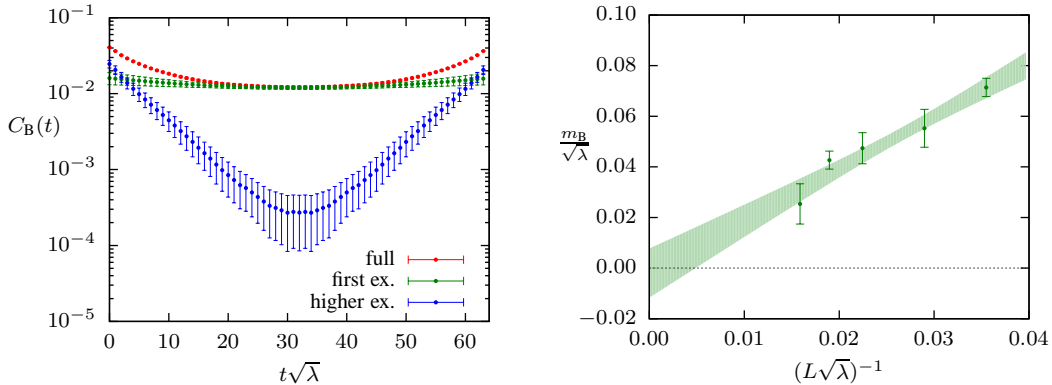 10⁻¹
10⁻²
C_B(t)
10⁻³
10⁻⁴
10⁻⁵
full
first ex.
higher ex.
0 10 20 30 40 50 60
t√λ
0.10
0.08
m_B/√λ
0.06
0.04
0.02
0.00
−0.02
0.00 0.01 0.02 0.03 0.04
(L√λ)⁻¹